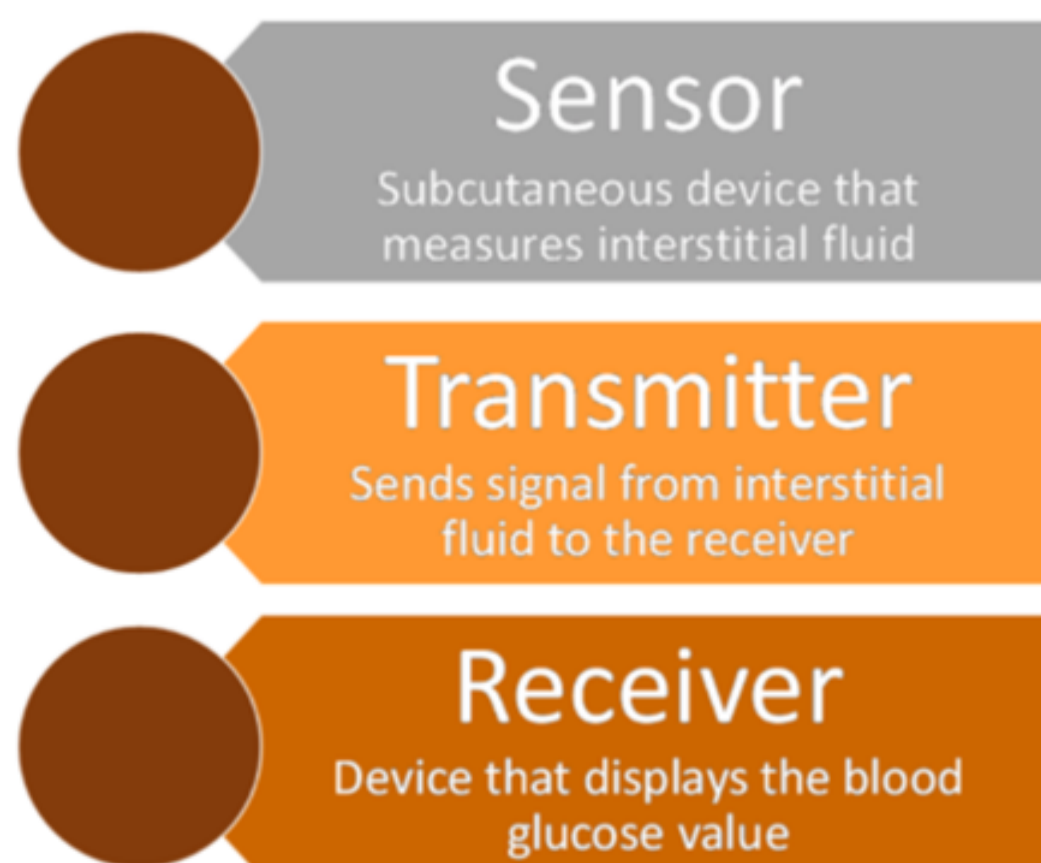 Sensor
Subcutaneous device that
measures interstitial fluid
Transmitter
Sends signal from interstitial
fluid to the receiver
Receiver
Device that displays the blood
glucose value